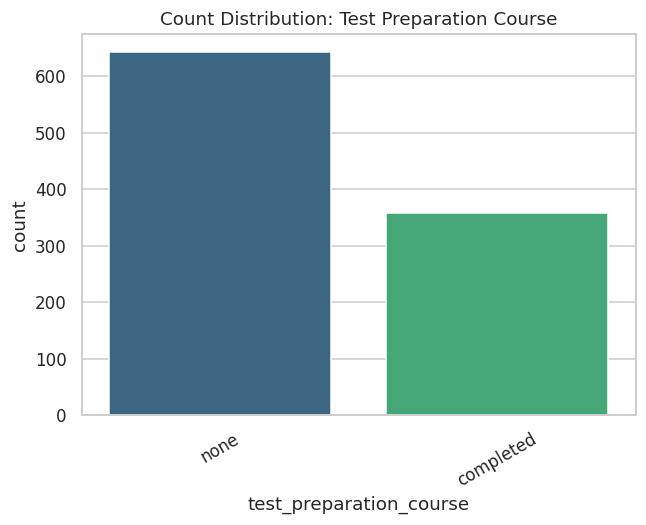 Count Distribution: Test Preparation Course
600
500
400
300
200
100
0
count
none
completed
test_preparation_course